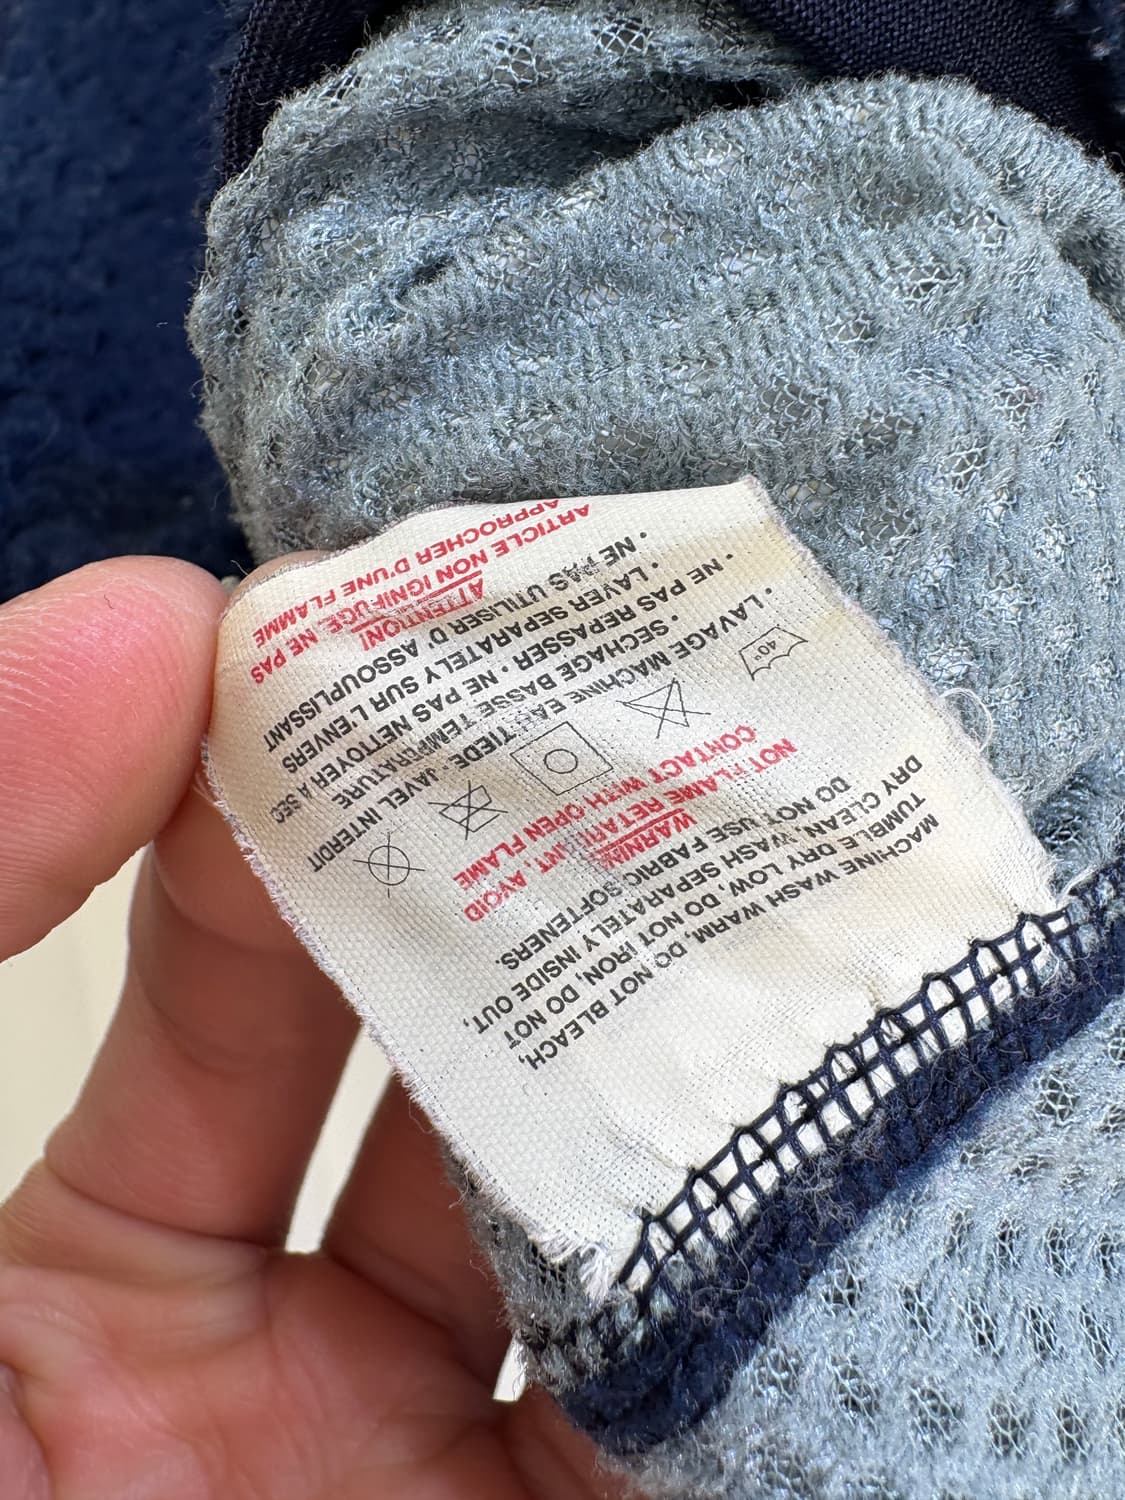 MACHINE WASH WARM, DO NOT BLEACH,
TUMBLE DRY LOW, DO NOT IRON, DO NOT
DRY CLEAN, WASH SEPARATELY INSIDE OUT,
DO NOT USE FABRIC SOFTENERS.
WARNING
NOT FLAME RETARDANT, AVOID
CONTACT WITH OPEN FLAME
40°
• LAVAGE MACHINE EAU TIEDE. JAVEL INTERDIT
• SECHAGE BASSE TEMPERATURE
• NE PAS REPASSER. NE PAS NETTOYER A SEC
• LAVER SEPARATELY SUR L'ENVERS
• NE PAS UTILISER D' ASSOUPLISSANT
ATTENTION!
ARTICLE NON IGNIFUGE. NE PAS
APPROCHER D'UNE FLAMME